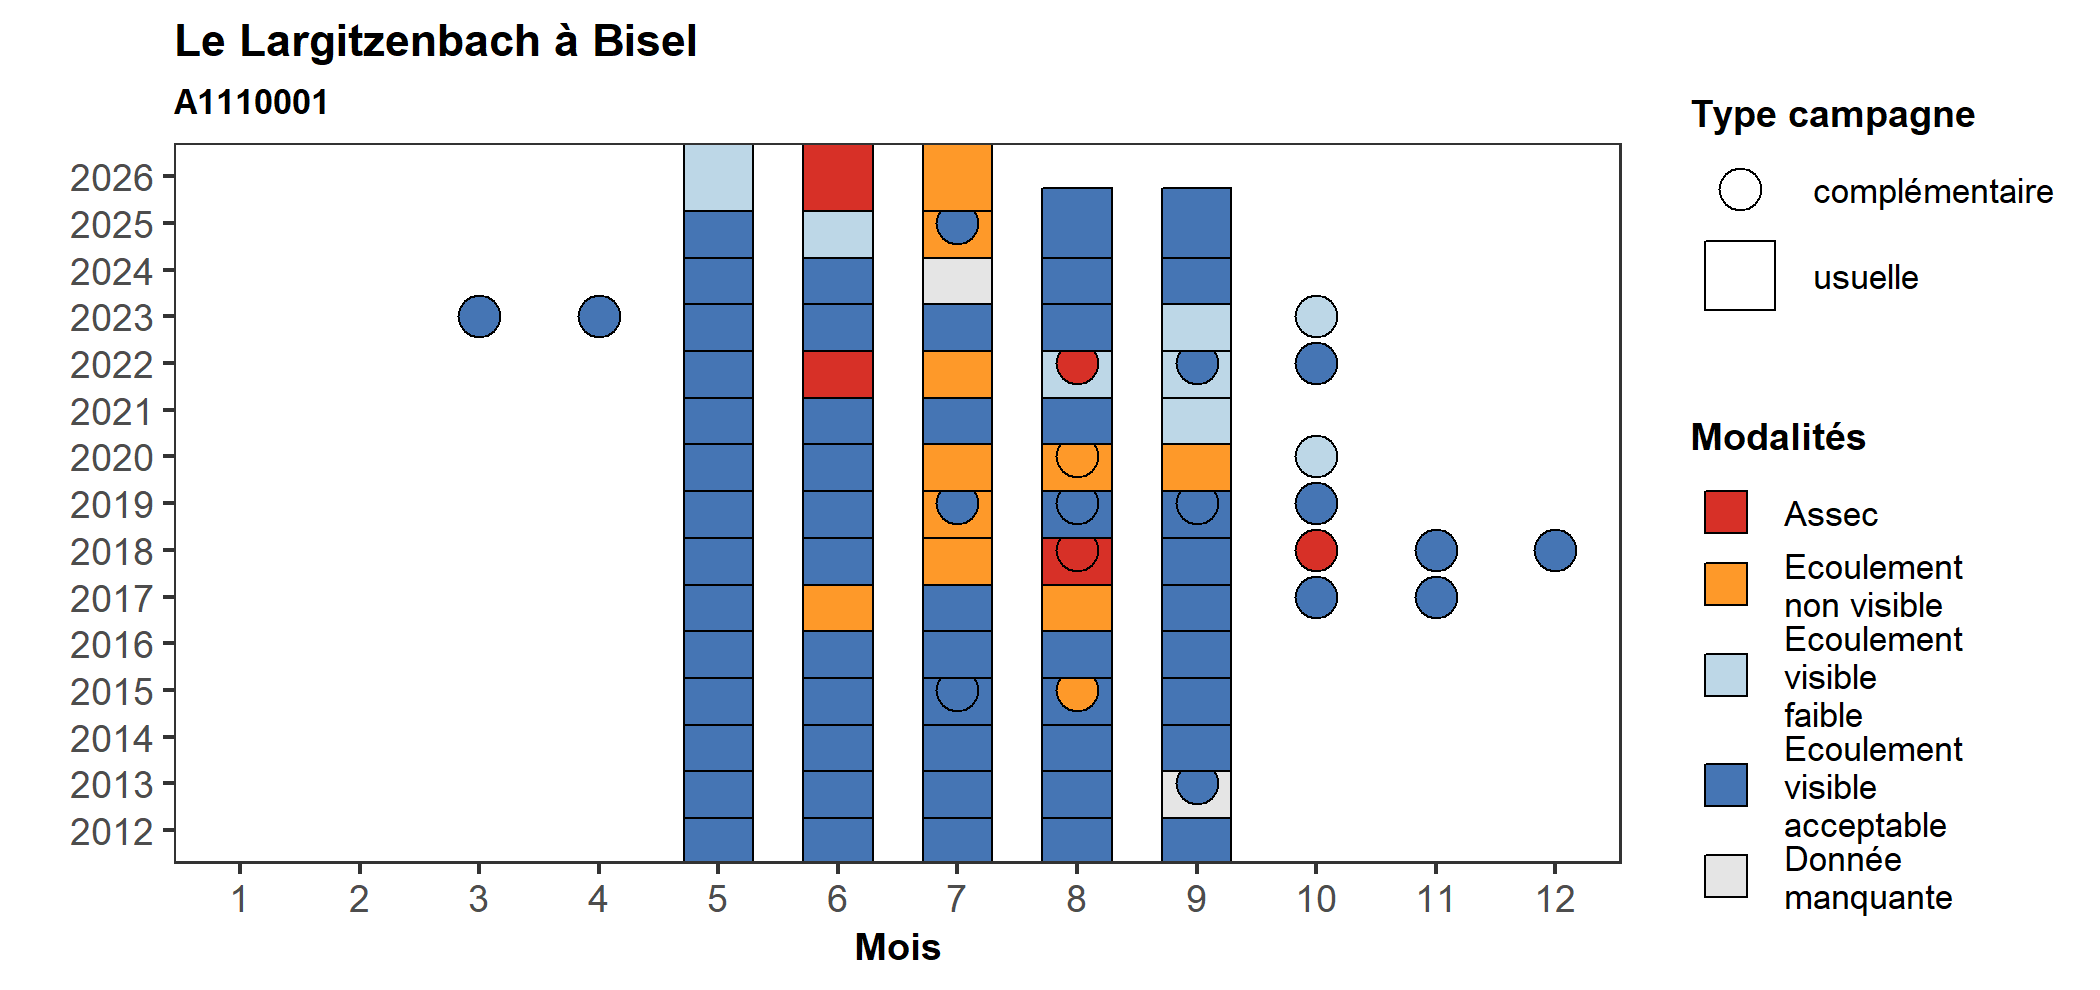 Le Largitzenbach à Bisel
A1110001
2026
2025
2024
2023
2022
2021
2020
2019
2018
2017
2016
2015
2014
2013
2012
1 2 3 4 5 6 7 8 9 10 11 12
Mois
Type campagne
complémentaire
usuelle
Modalités
Assec
Ecoulement
non visible
Ecoulement
visible
faible
Ecoulement
visible
acceptable
Donnée
manquante